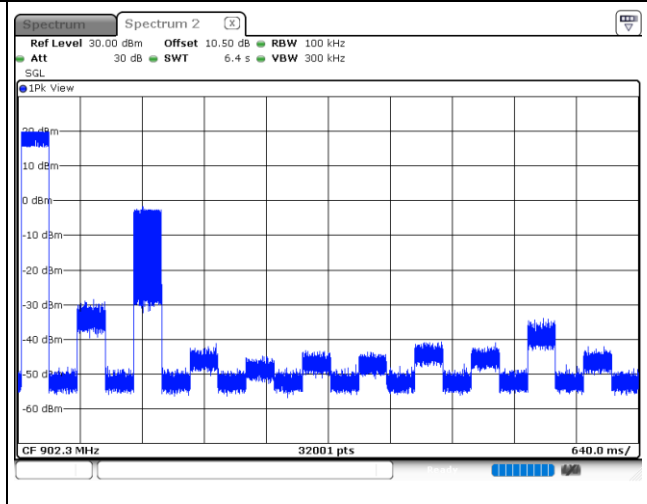 Spectrum Spectrum 2 X
Ref Level 30.00 dBm Offset 10.50 dB RBW 100 kHz
Att 30 dB SWT 6.4 s VBW 300 kHz
SGL
1Pk View
20 dBm
10 dBm
0 dBm
-10 dBm
-20 dBm
-30 dBm
-40 dBm
-50 dBm
-60 dBm
CF 902.3 MHz 32001 pts 640.0 ms/